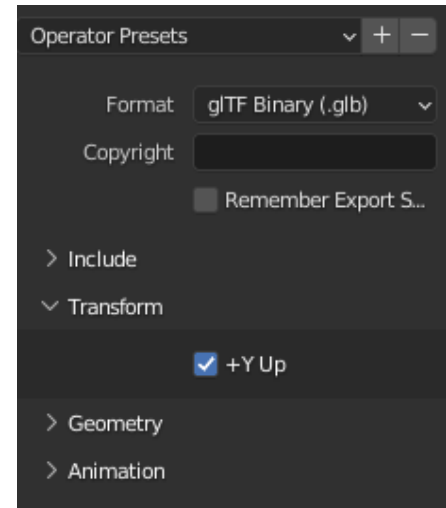 Operator Presets
Format glTF Binary (.glb)
Copyright
Remember Export S...
Include
Transform
+Y Up
Geometry
Animation